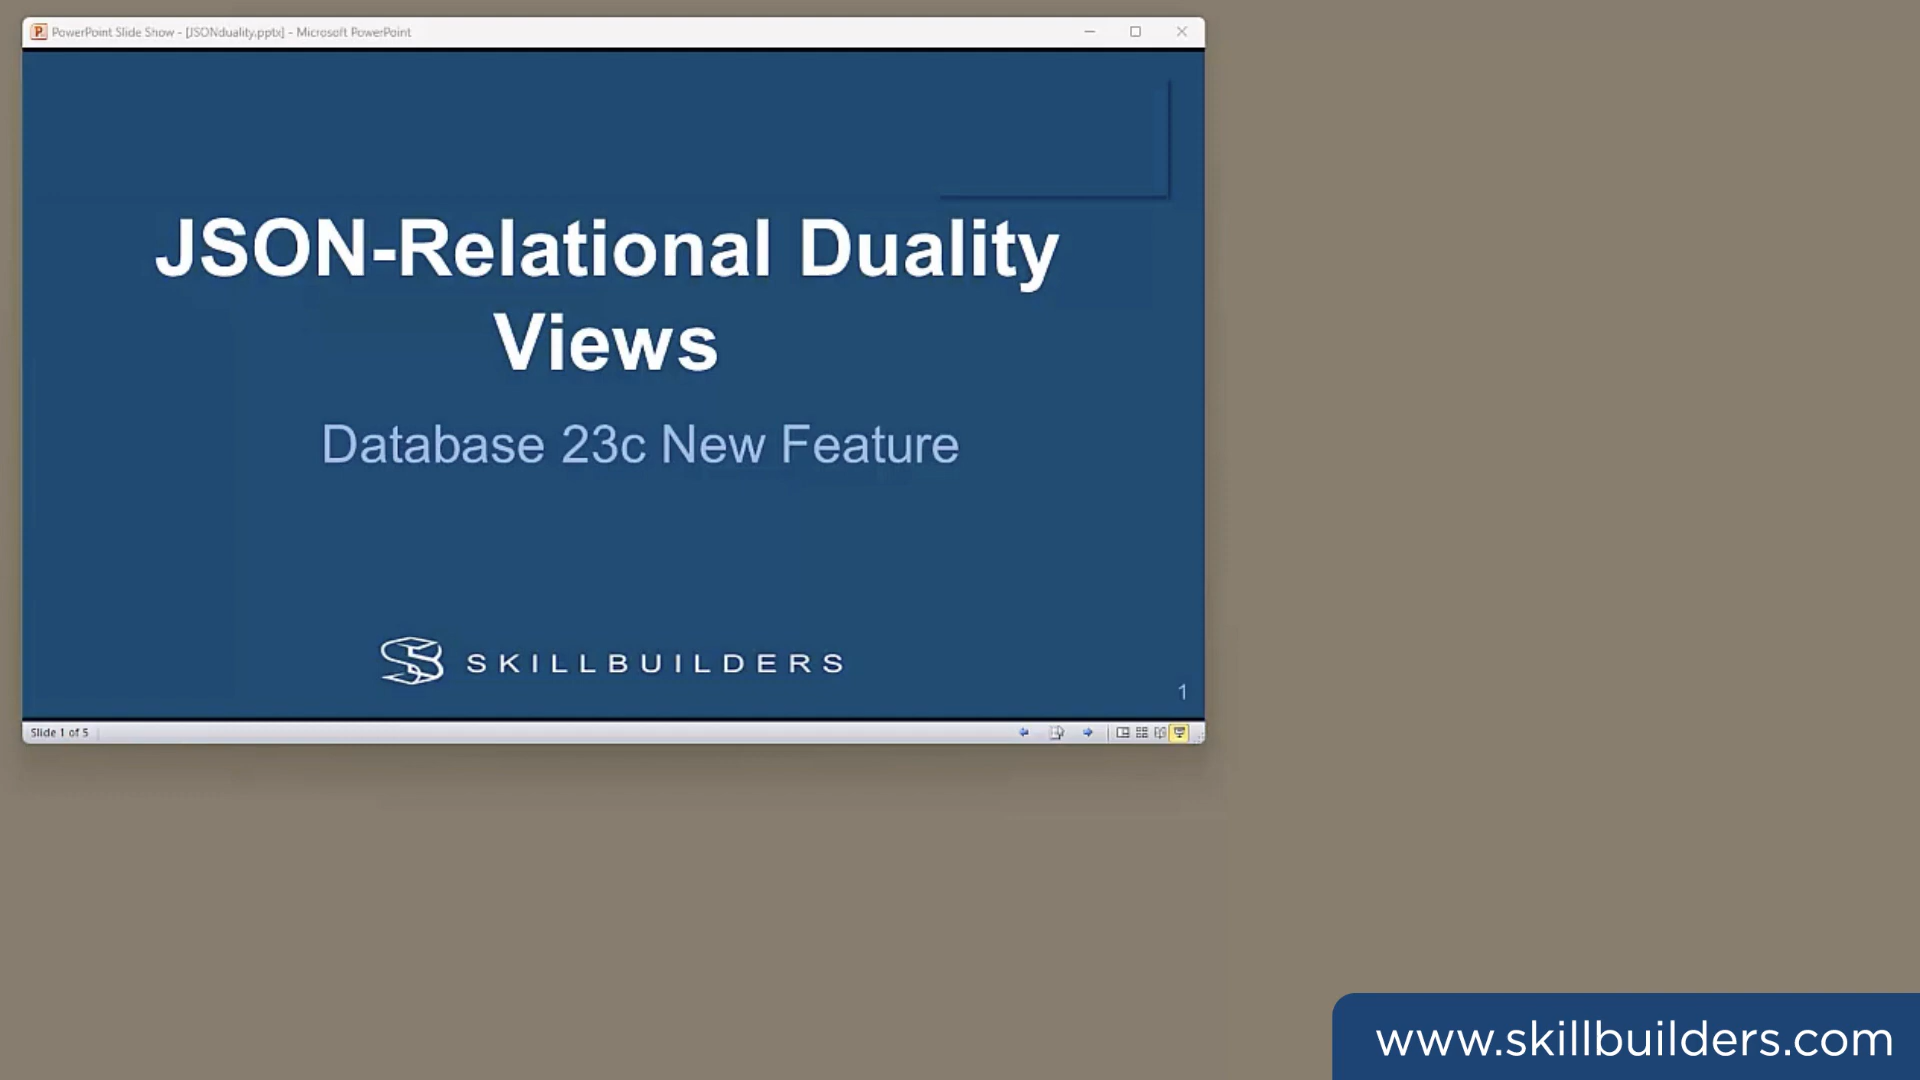 PowerPoint Slide Show - [JSONduality.pptx] - Microsoft PowerPoint
JSON-Relational Duality
Views
Database 23c New Feature
SKILLBUILDERS
1
Slide 1 of 5
www.skillbuilders.com